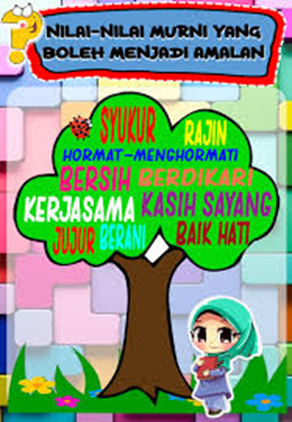 NILAI-NILAI MURNI YANG
BOLEH MENJADI AMALAN
SYUKUR RAJIN
HORMAT-MENGHORMATI
BERSIH BERDIKARI
KERJASAMA KASIH SAYANG
JUJUR BERANI BAIK HATI